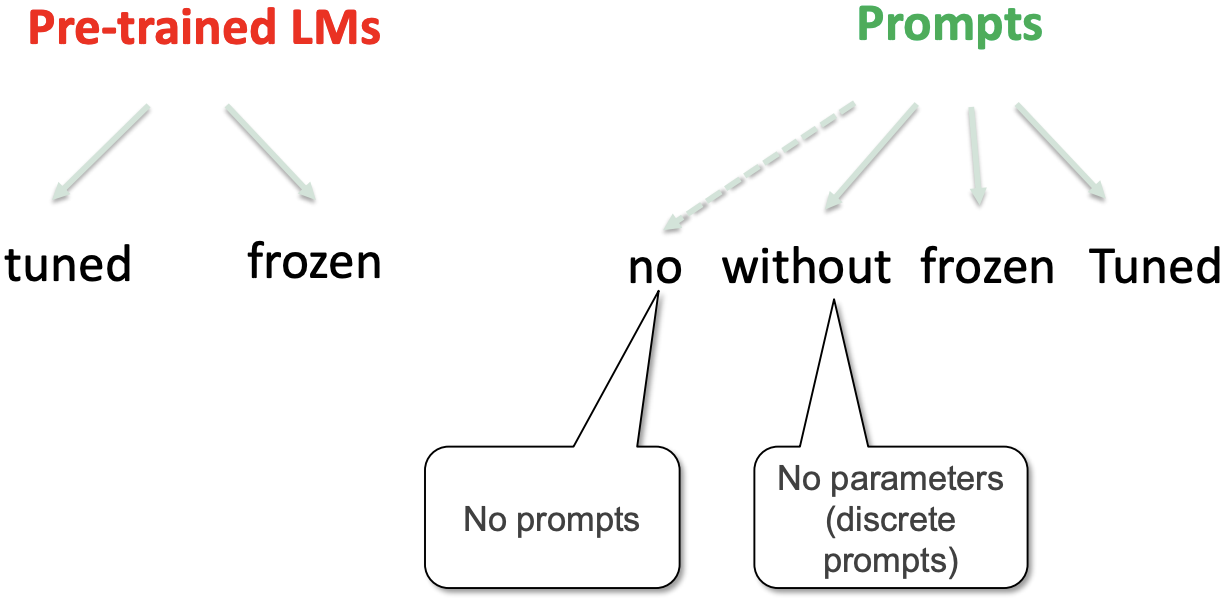 Pre-trained LMs
Prompts
tuned
frozen
no
without
frozen
Tuned
No prompts
No parameters
(discrete
prompts)